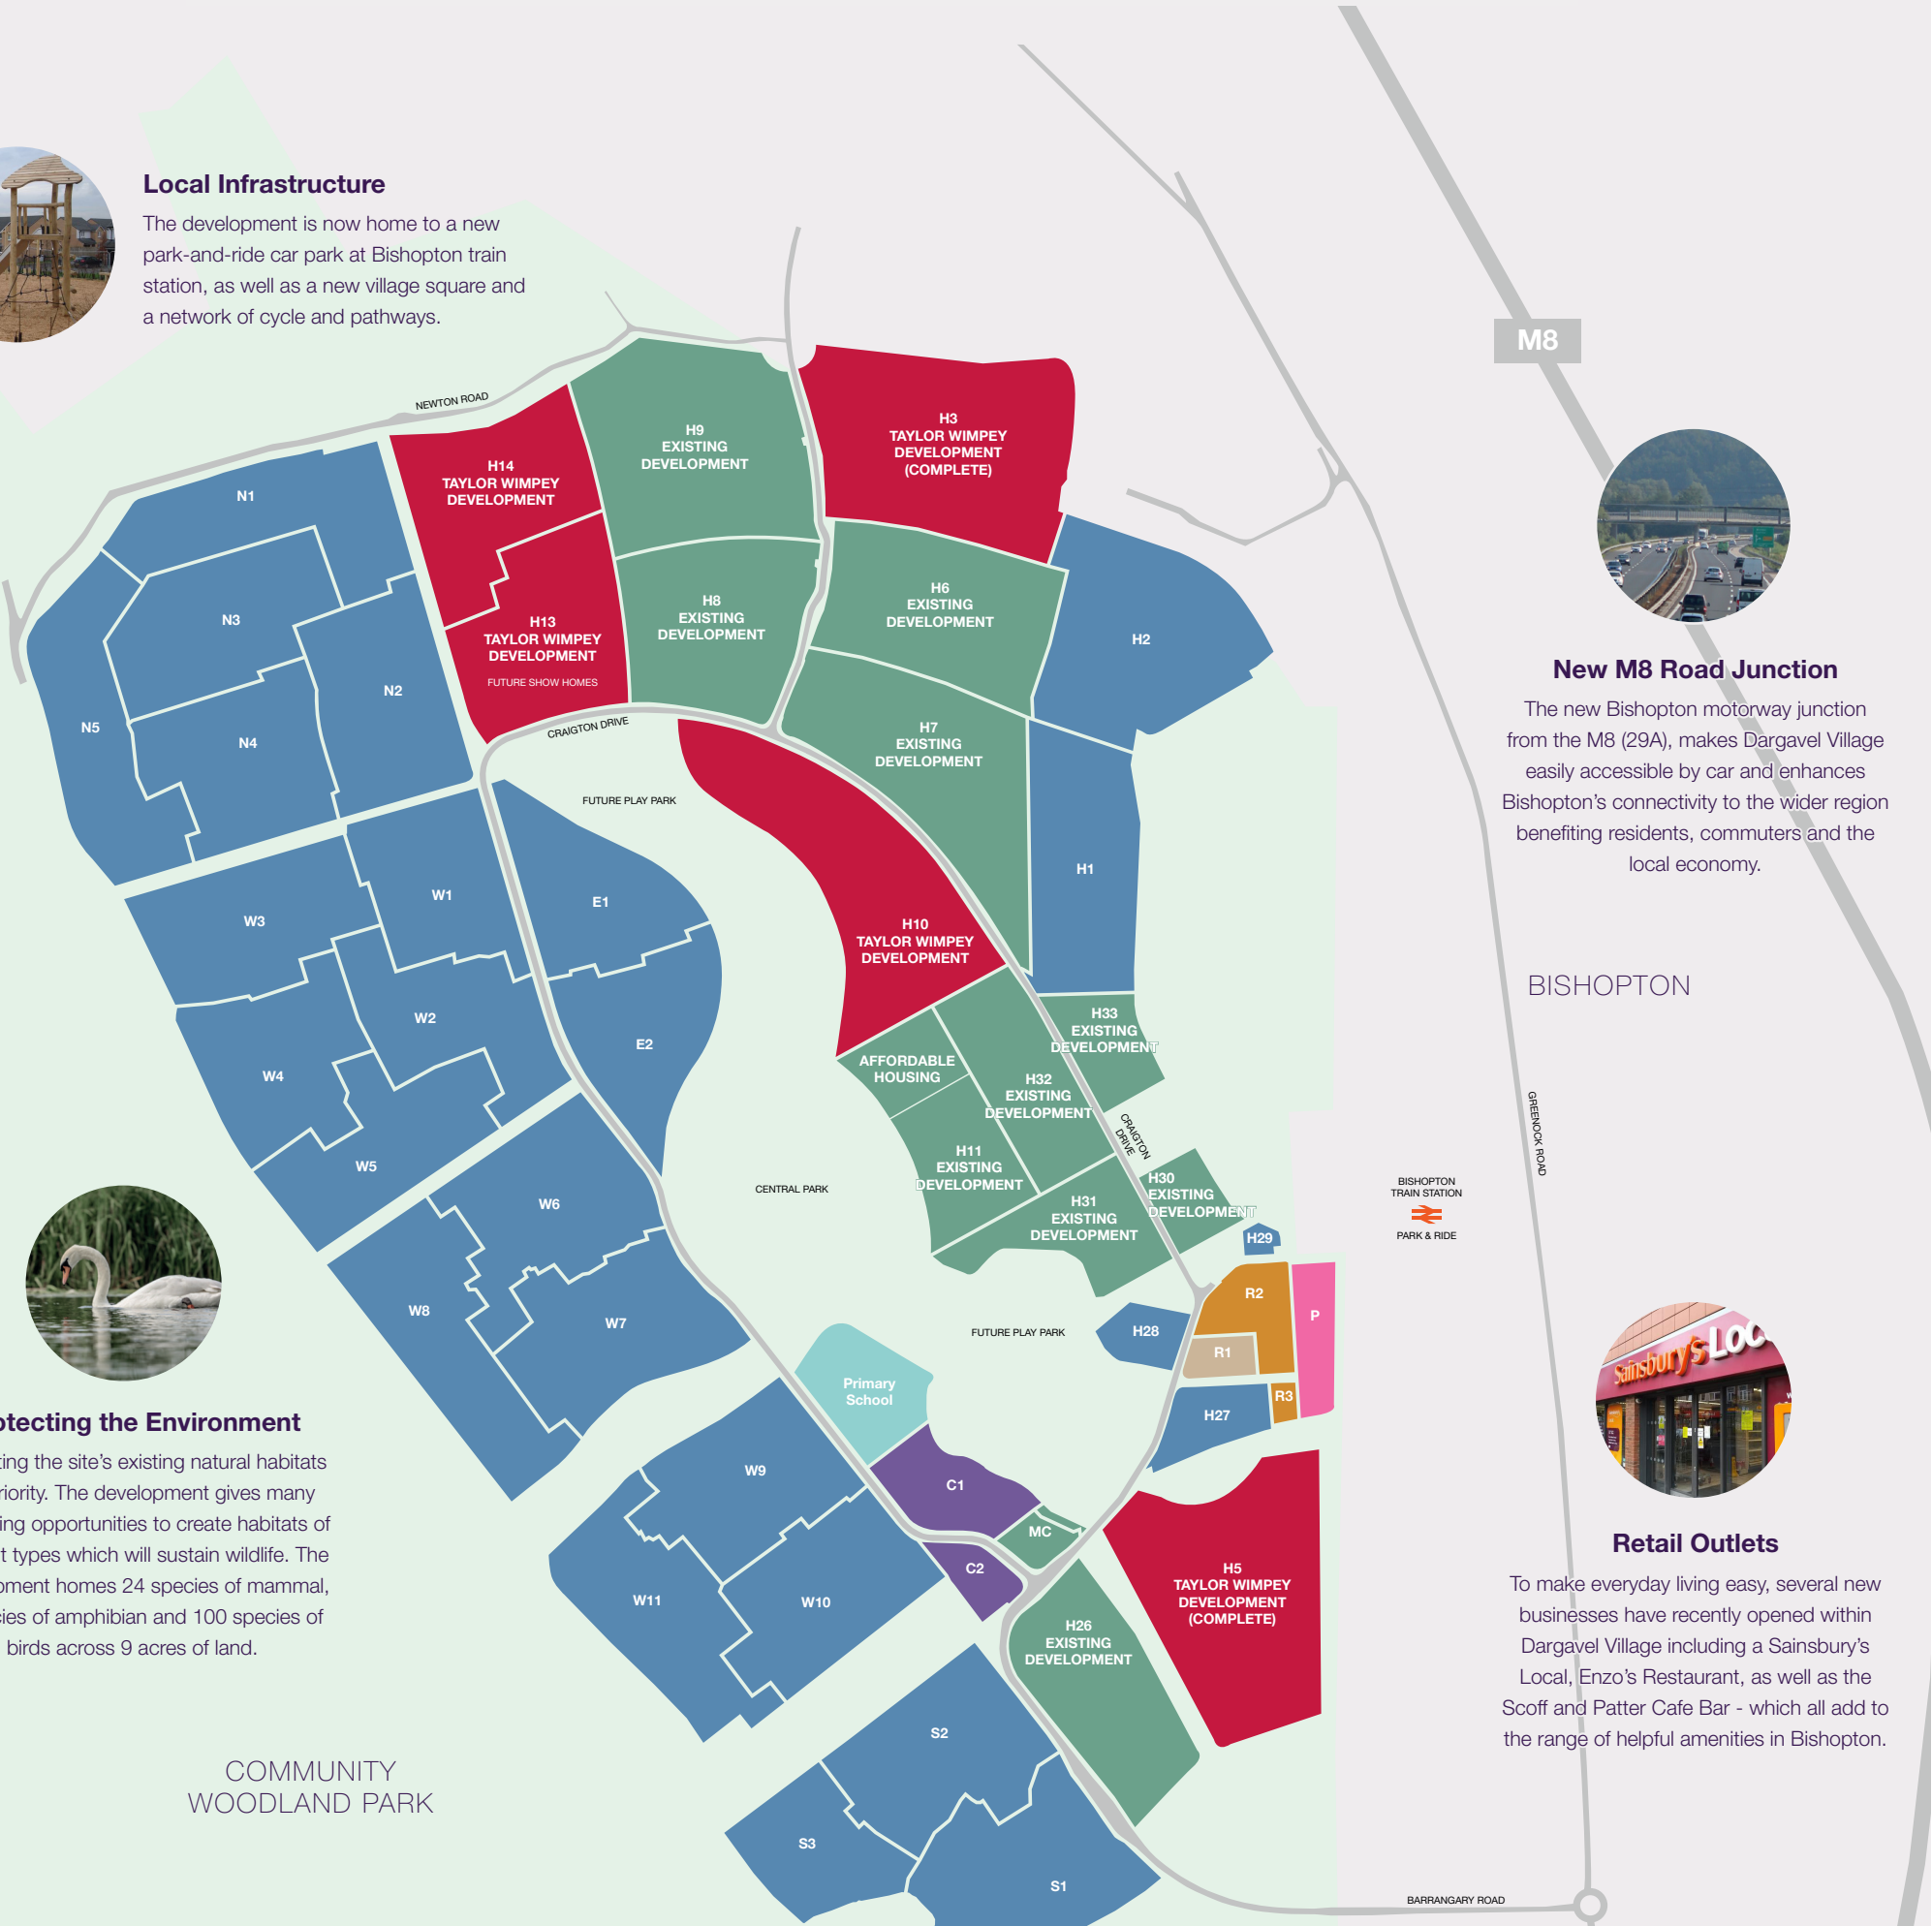 Local Infrastructure
The development is now home to a new
park-and-ride car park at Bishopton train
station, as well as a new village square and
a network of cycle and pathways.
M8
NEWTON ROAD
H9
EXISTING
DEVELOPMENT
H3
TAYLOR WIMPEY
DEVELOPMENT
(COMPLETE)
H14
TAYLOR WIMPEY
DEVELOPMENT
N1
H8
EXISTING
DEVELOPMENT
H6
EXISTING
DEVELOPMENT
H13
TAYLOR WIMPEY
DEVELOPMENT
FUTURE SHOW HOMES
N3
H2
N2
N5
N4
CRAIGTON DRIVE
H7
EXISTING
DEVELOPMENT
New M8 Road Junction
The new Bishopton motorway junction
from the M8 (29A), makes Dargavel Village
easily accessible by car and enhances
Bishopton's connectivity to the wider region
benefiting residents, commuters and the
local economy.
FUTURE PLAY PARK
H1
W1
E1
W3
H10
TAYLOR WIMPEY
DEVELOPMENT
BISHOPTON
W2
E2
W4
H33
EXISTING
DEVELOPMENT
AFFORDABLE
HOUSING
H32
EXISTING
DEVELOPMENT
CRAIGTON
DRIVE
GREENOCK ROAD
H11
EXISTING
DEVELOPMENT
W5
CENTRAL PARK
W6
H31
EXISTING
DEVELOPMENT
H30
EXISTING
DEVELOPMENT
BISHOPTON
TRAIN STATION
PARK & RIDE
H29
R2
P
W8
W7
FUTURE PLAY PARK
H28
R1
Primary
School
R3
H27
Sainsbury's
otecting the Environment
ting the site's existing natural habitats
riority. The development gives many
ing opportunities to create habitats of
t types which will sustain wildlife. The
pment homes 24 species of mammal,
cies of amphibian and 100 species of
birds across 9 acres of land.
W9
C1
MC
C2
W11
W10
H5
TAYLOR WIMPEY
DEVELOPMENT
(COMPLETE)
H26
EXISTING
DEVELOPMENT
Retail Outlets
To make everyday living easy, several new
businesses have recently opened within
Dargavel Village including a Sainsbury's
Local, Enzo's Restaurant, as well as the
Scoff and Patter Cafe Bar - which all add to
the range of helpful amenities in Bishopton.
COMMUNITY
WOODLAND PARK
S2
S3
S1
BARRANGARY ROAD